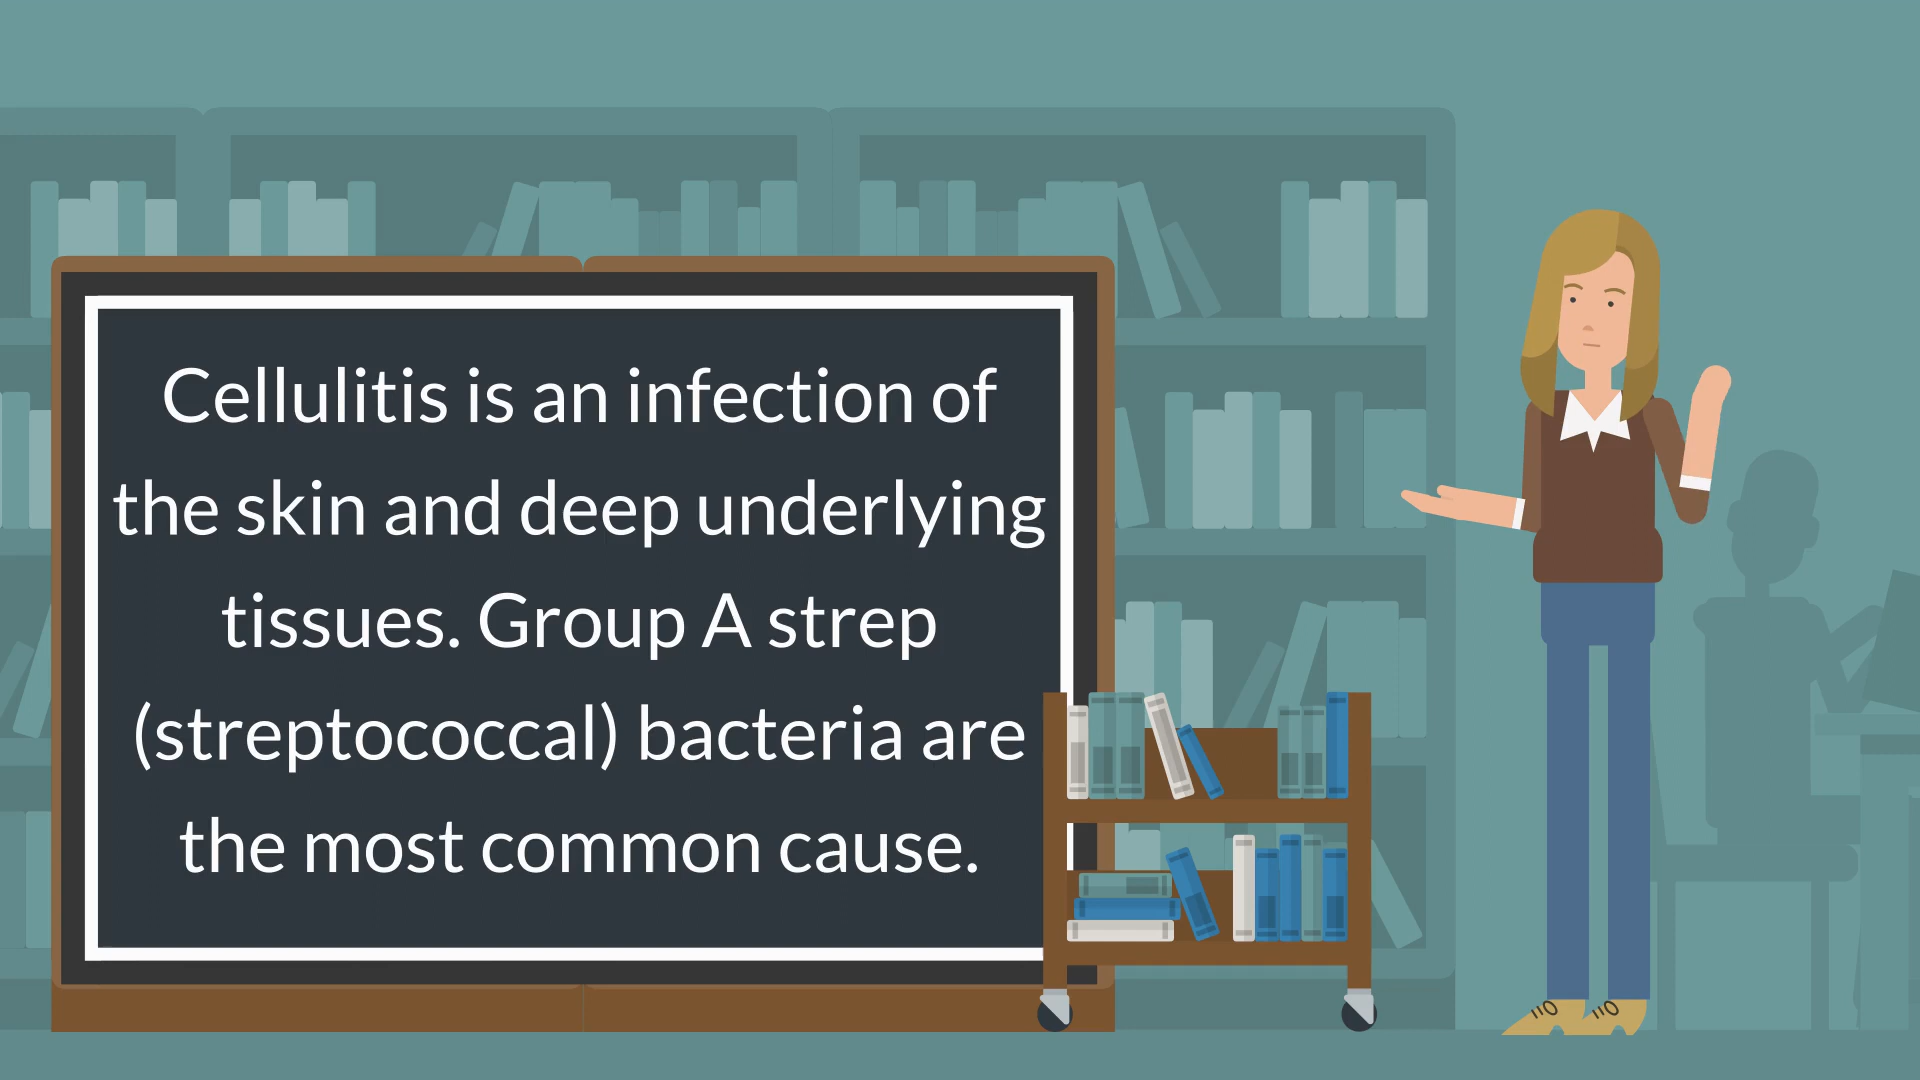 Cellulitis is an infection of
the skin and deep underlying
tissues. Group A strep
(streptococcal) bacteria are
the most common cause.